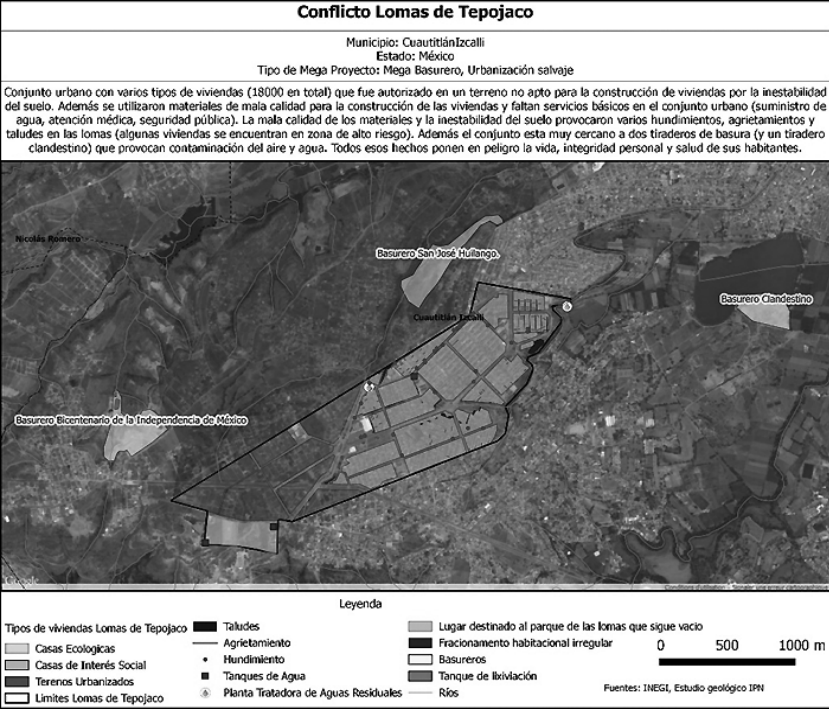 Conflicto Lomas de Tepojaco
Municipio: CuautitlánIzcalli
Estado: México
Tipo de Mega Proyecto: Mega Basurero, Urbanización salvaje
Conjunto urbano con varios tipos de viviendas (18000 en total) que fue autorizado en un terreno no apto para la construcción de viviendas por la inestabilidad
del suelo. Además se utilizaron materiales de mala calidad para la construcción de las viviendas y faltan servicios básicos en el conjunto urbano (suministro de
agua, atención médica, seguridad pública). La mala calidad de los materiales y la inestabilidad del suelo provocaron varios hundimientos, agrietamientos y
taludes en las lomas (algunas viviendas se encuentran en zona de alto riesgo). Además el conjunto esta muy cercano a dos tiraderos de basura (y un tiradero
clandestino) que provocan contaminación del aire y agua. Todos esos hechos ponen en peligro la vida, integridad personal y salud de sus habitantes.
Nicolás Romero
Basurero San José Huilango.
Basurero Clandestino
Cuautitlán Izcalli
Basurero Bicentenario de la Independencia de México
Google
Conditions d'utilisation - Signaler une erreur cartographique
Leyenda
Tipos de viviendas Lomas de Tepojaco
Casas Ecologicas
Casas de Interés Social
Terenos Urbanizados
Limites Lomas de Tepojaco
Taludes
Agrietamiento
Hundimiento
Tanques de Agua
Planta Tratadora de Aguas Residuales
Lugar destinado al parque de las lomas que sigue vacio
Fracionamento habitacional irregular
Basureros
Tanque de lixiviación
Ríos
0 500 1000 m
Fuentes: INEGI, Estudio geológico IPN